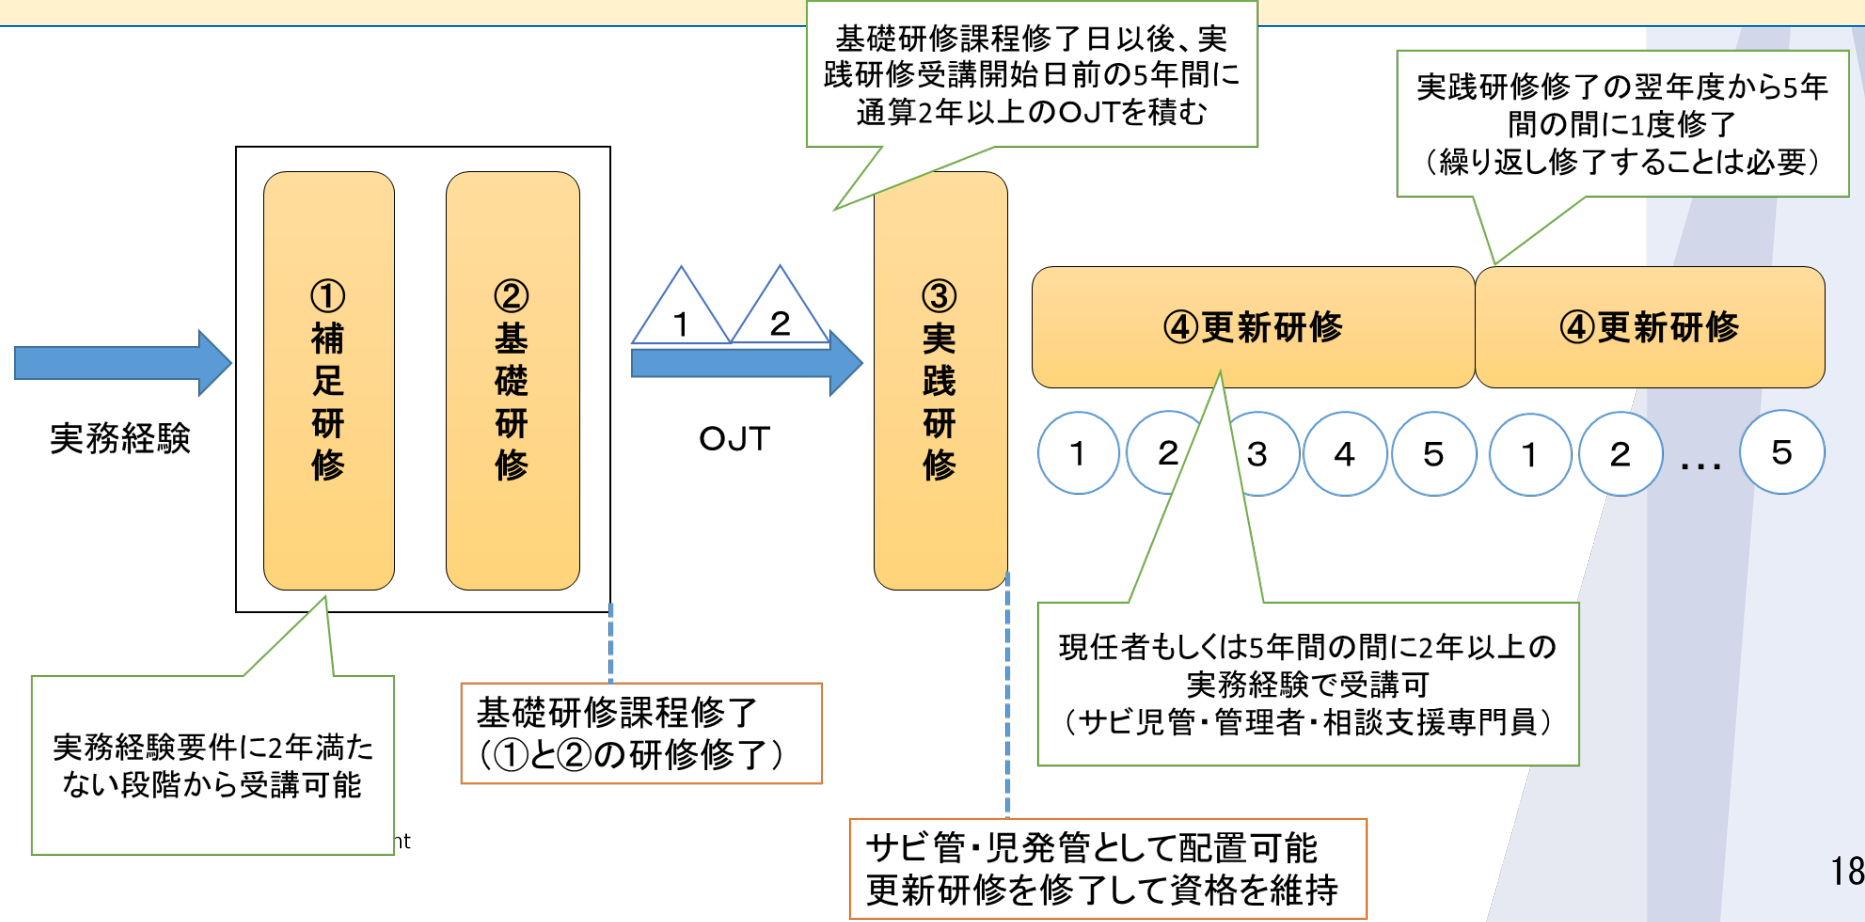 基礎研修課程修了日以後、実
践研修受講開始日前の5年間に
通算2年以上のOJTを積む
実践研修修了の翌年度から5年
間の間に1度修了
（繰り返し修了することは必要）
①補足研修
②基礎研修
1 2
③実践研修
④更新研修
④更新研修
実務経験
OJT
1 2 3 4 5 1 2 … 5
実務経験要件に2年満た
ない段階から受講可能
基礎研修課程修了
（①と②の研修修了）
現任者もしくは5年間の間に2年以上の
実務経験で受講可
（サビ児管・管理者・相談支援専門員）
サビ管・児発管として配置可能
更新研修を修了して資格を維持
18